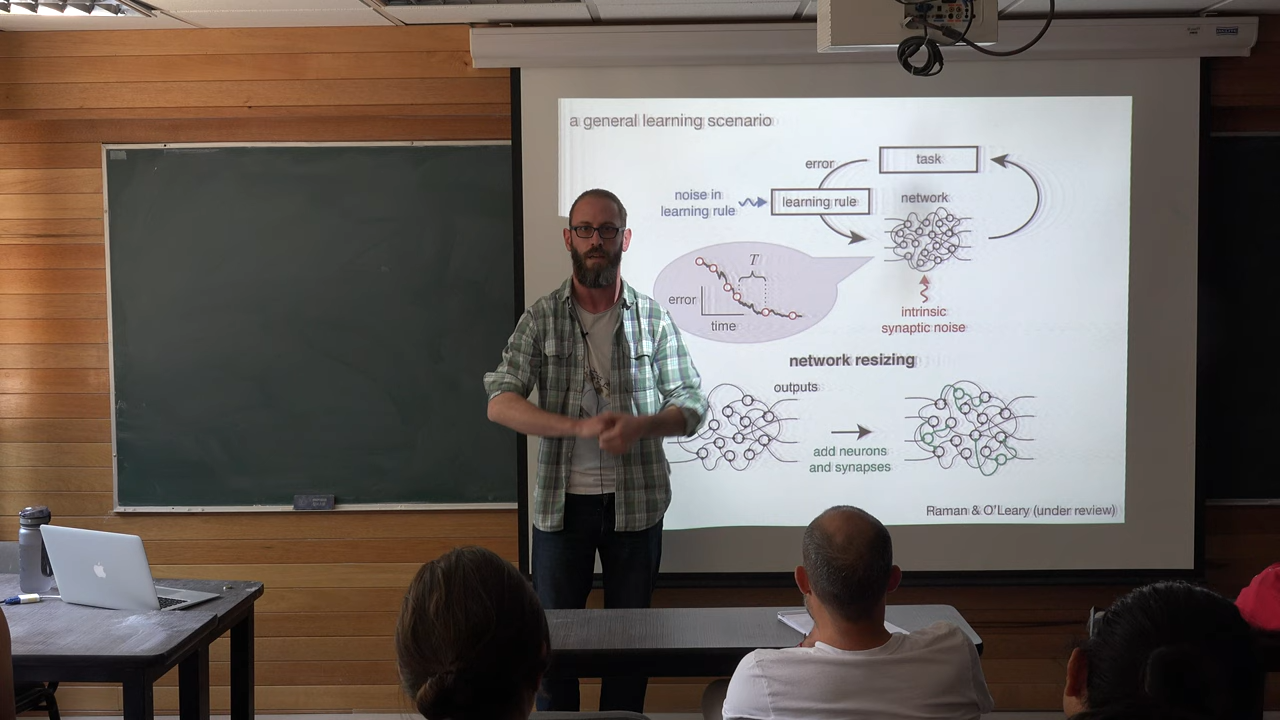 a general learning scenario
error
task
noise in
learning rule
learning rule
network
T
error
time
intrinsic
synaptic noise
network resizing
outputs
add neurons
and synapses
Raman & O'Leary (under review)